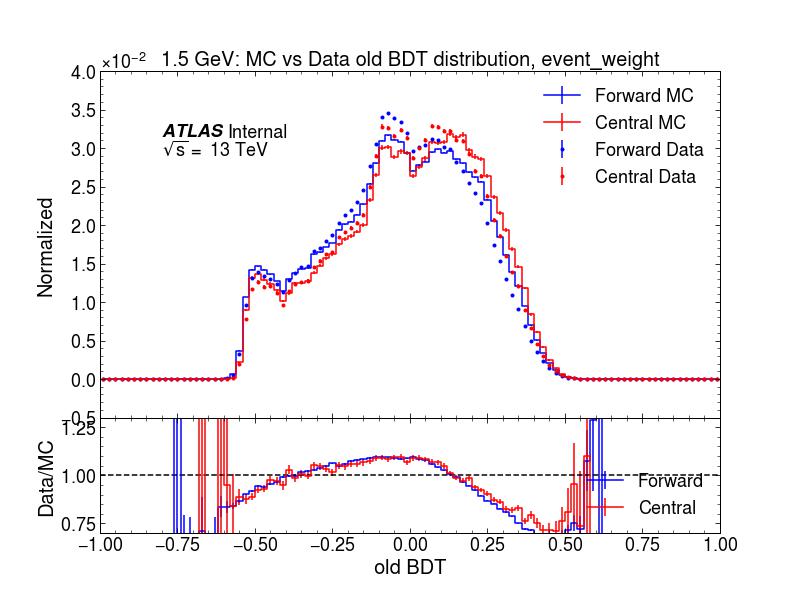 ×10⁻² 1.5 GeV: MC vs Data old BDT distribution, event_weight
4.0
3.5
3.0
2.5
2.0
1.5
1.0
0.5
0.0
−0.5
Normalized
ATLAS Internal
√s = 13 TeV
Forward MC
Central MC
Forward Data
Central Data
1.25
1.00
0.75
Data/MC
Forward
Central
−1.00 −0.75 −0.50 −0.25 0.00 0.25 0.50 0.75 1.00
old BDT